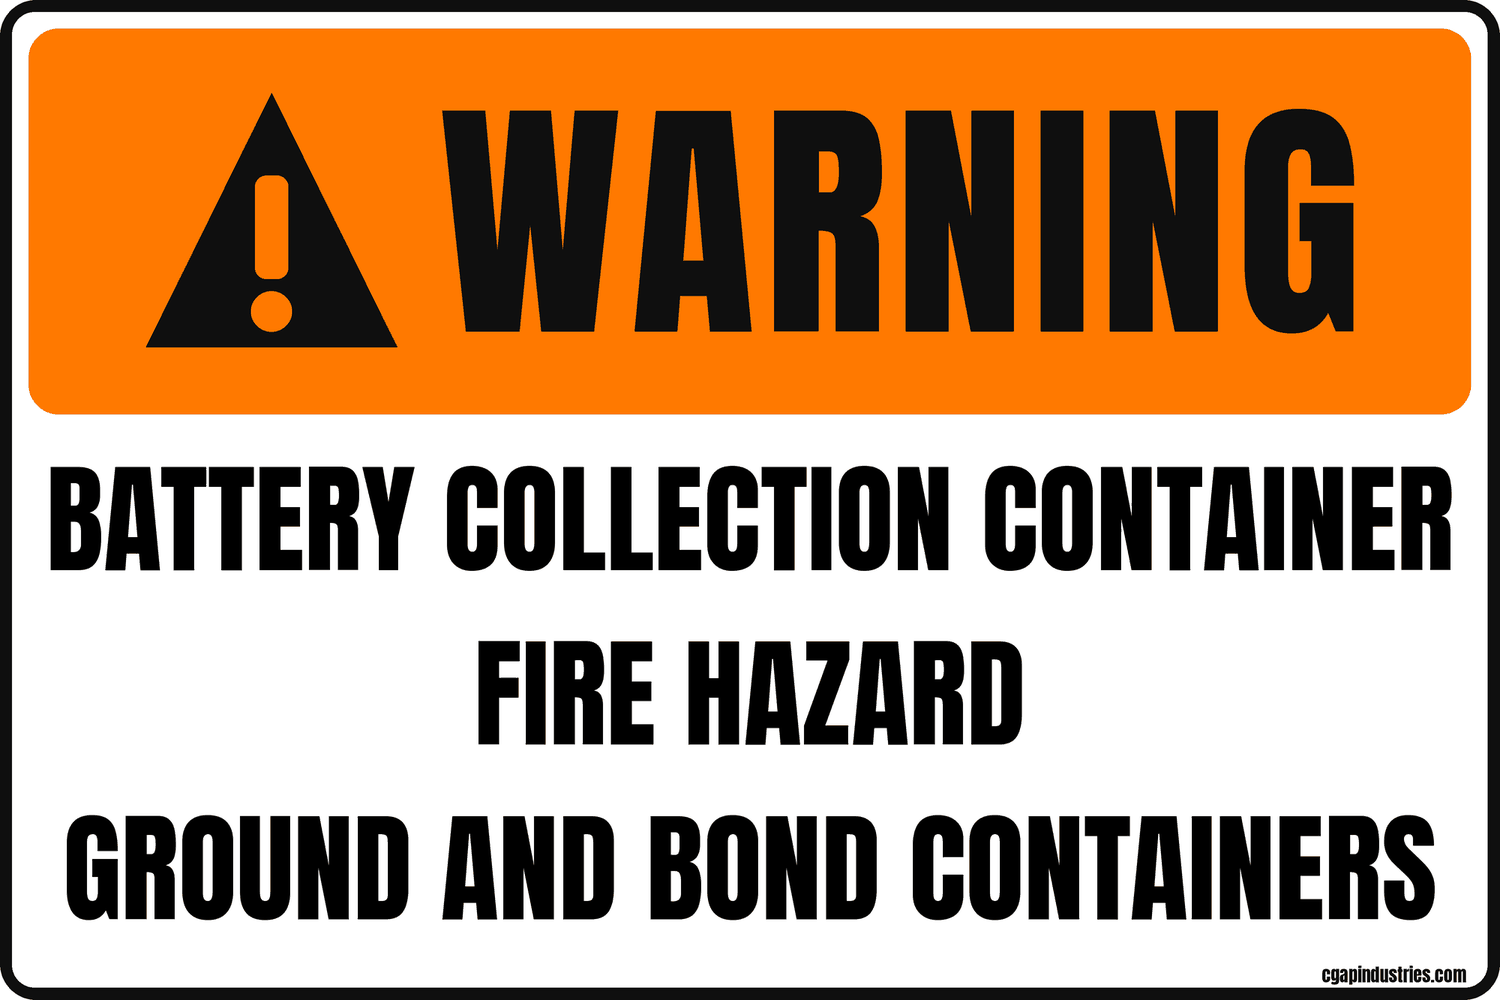 WARNING
BATTERY COLLECTION CONTAINER
FIRE HAZARD
GROUND AND BOND CONTAINERS
cgapindustries.com